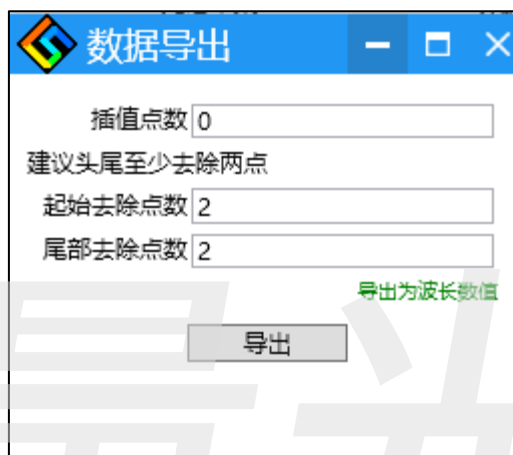 数据导出
插值点数 0
建议头尾至少去除两点
起始去除点数 2
尾部去除点数 2
导出为波长数值
导出